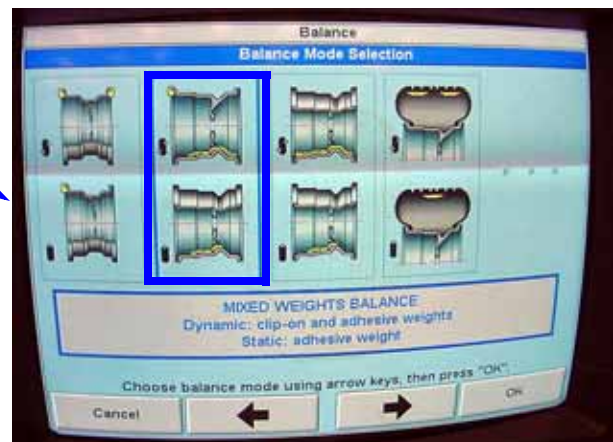 Balance
Balance Mode Selection
MIXED WEIGHTS BALANCE
Dynamic: clip-on and adhesive weights
Static: adhesive weight
Choose balance mode using arrow keys, then press "OK".
Cancel
OK